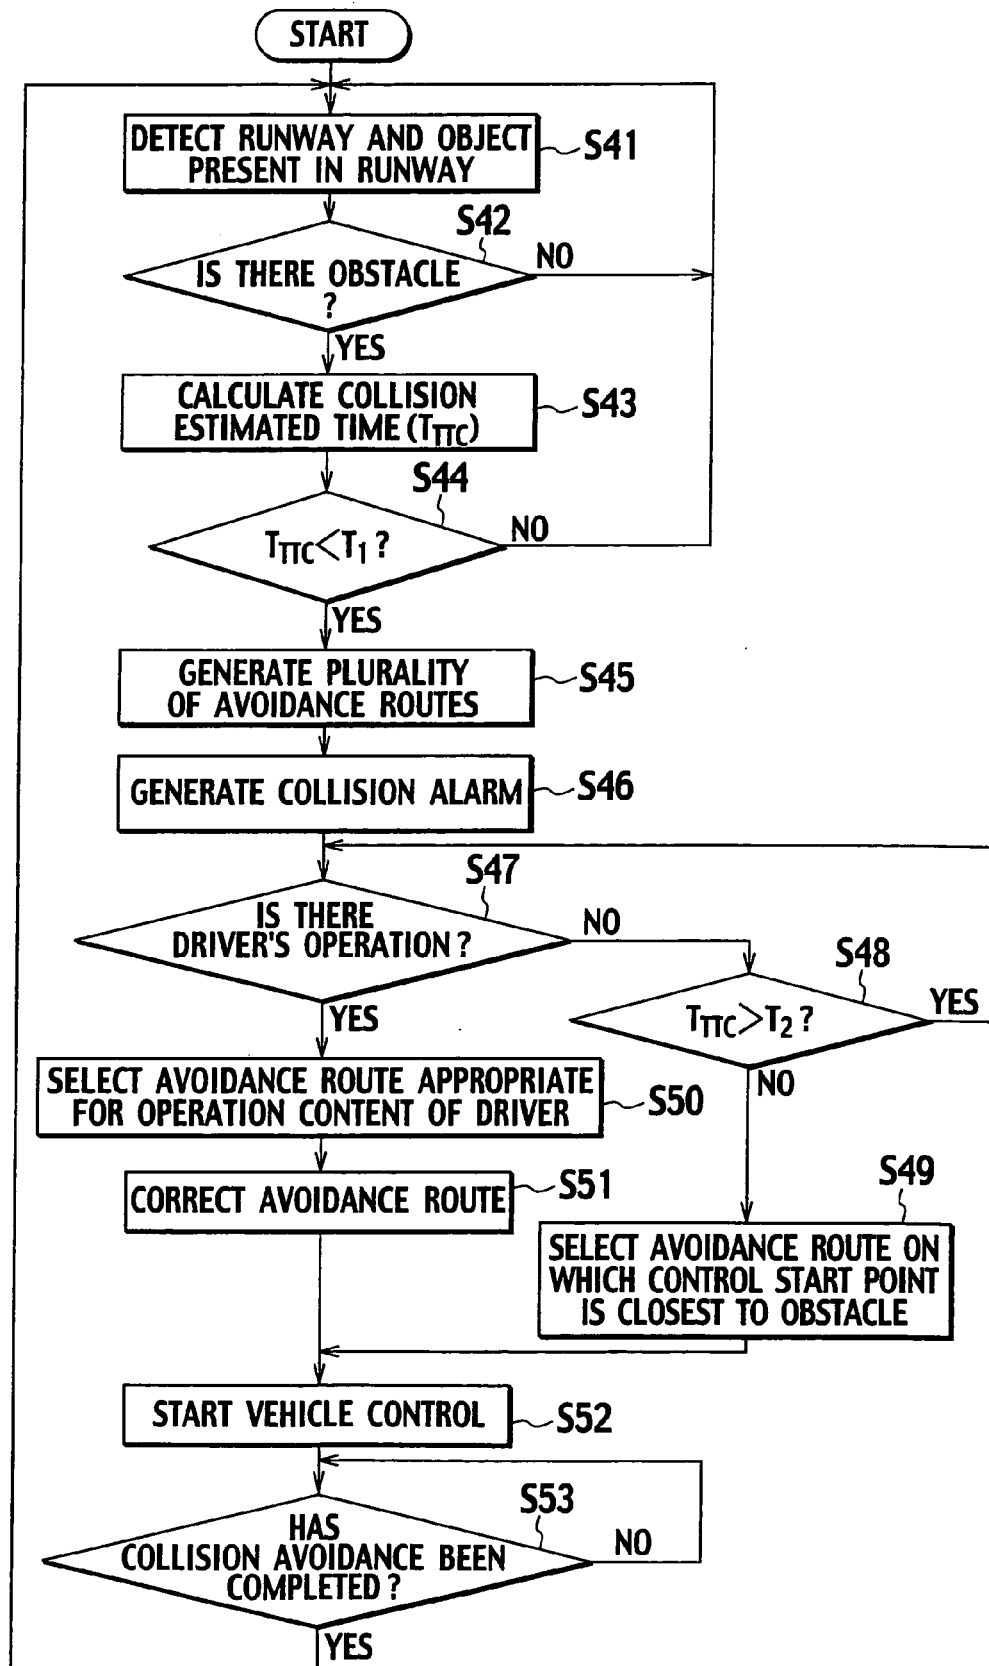 START
DETECT RUNWAY AND OBJECT
PRESENT IN RUNWAY
S41
S42
IS THERE OBSTACLE
?
NO
YES
CALCULATE COLLISION
ESTIMATED TIME (TTTC)
S43
S44
TTTC<T1 ?
NO
YES
GENERATE PLURALITY
OF AVOIDANCE ROUTES
S45
GENERATE COLLISION ALARM
S46
S47
IS THERE
DRIVER'S OPERATION ?
NO
YES
S48
TTTC>T2 ?
YES
NO
SELECT AVOIDANCE ROUTE APPROPRIATE
FOR OPERATION CONTENT OF DRIVER
S50
CORRECT AVOIDANCE ROUTE
S51
S49
SELECT AVOIDANCE ROUTE ON
WHICH CONTROL START POINT
IS CLOSEST TO OBSTACLE
START VEHICLE CONTROL
S52
S53
HAS
COLLISION AVOIDANCE BEEN
COMPLETED ?
NO
YES